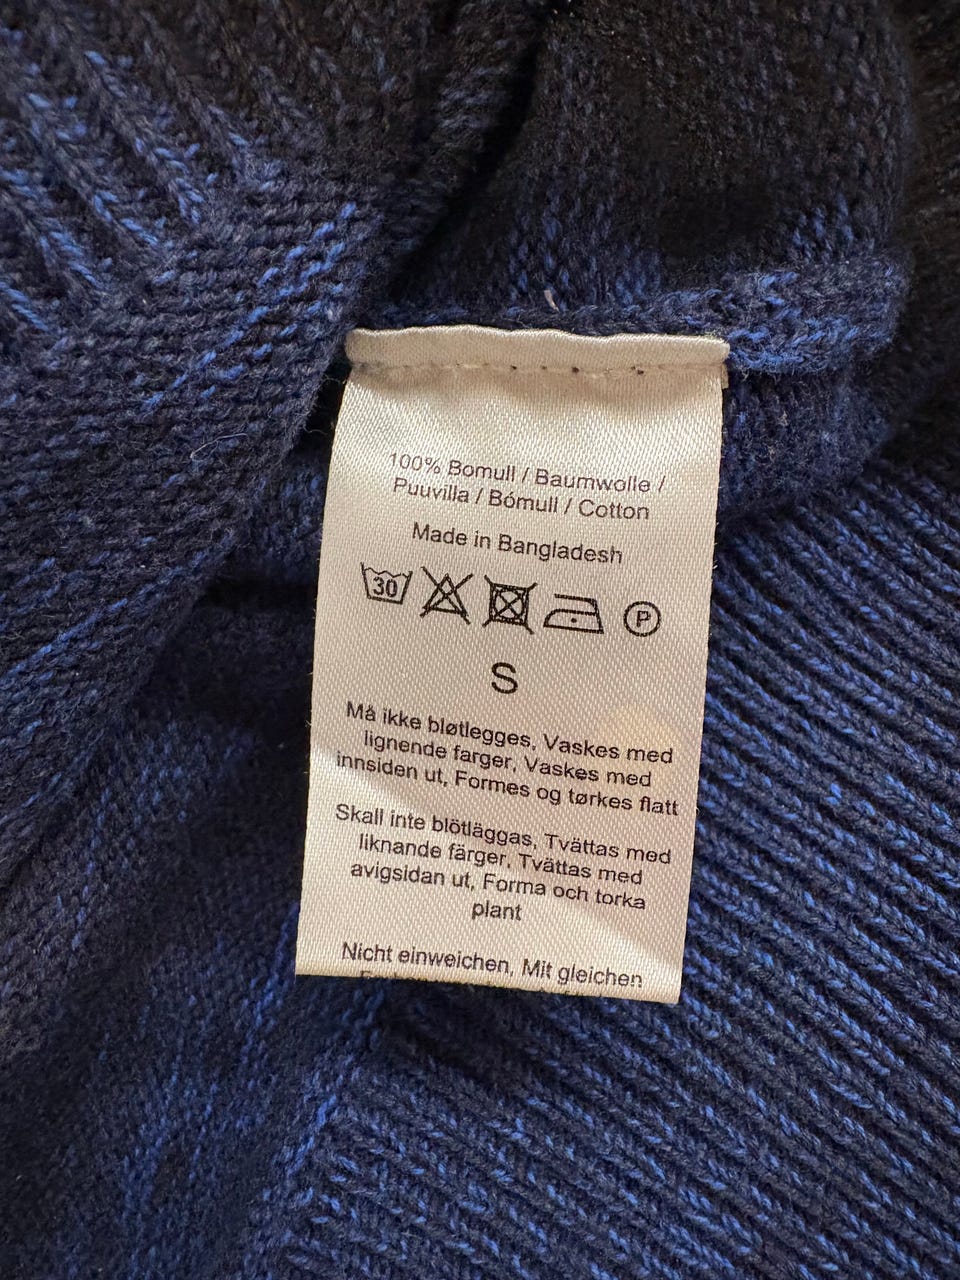 100% Bomull / Baumwolle /
Puuvilla / Bómull / Cotton
Made in Bangladesh
30 P
S
Må ikke bløtlegges, Vaskes med
lignende farger, Vaskes med
innsiden ut, Formes og tørkes flatt
Skall inte blötläggas, Tvättas med
liknande färger, Tvättas med
avigsidan ut, Forma och torka
plant
Nicht einweichen, Mit gleichen